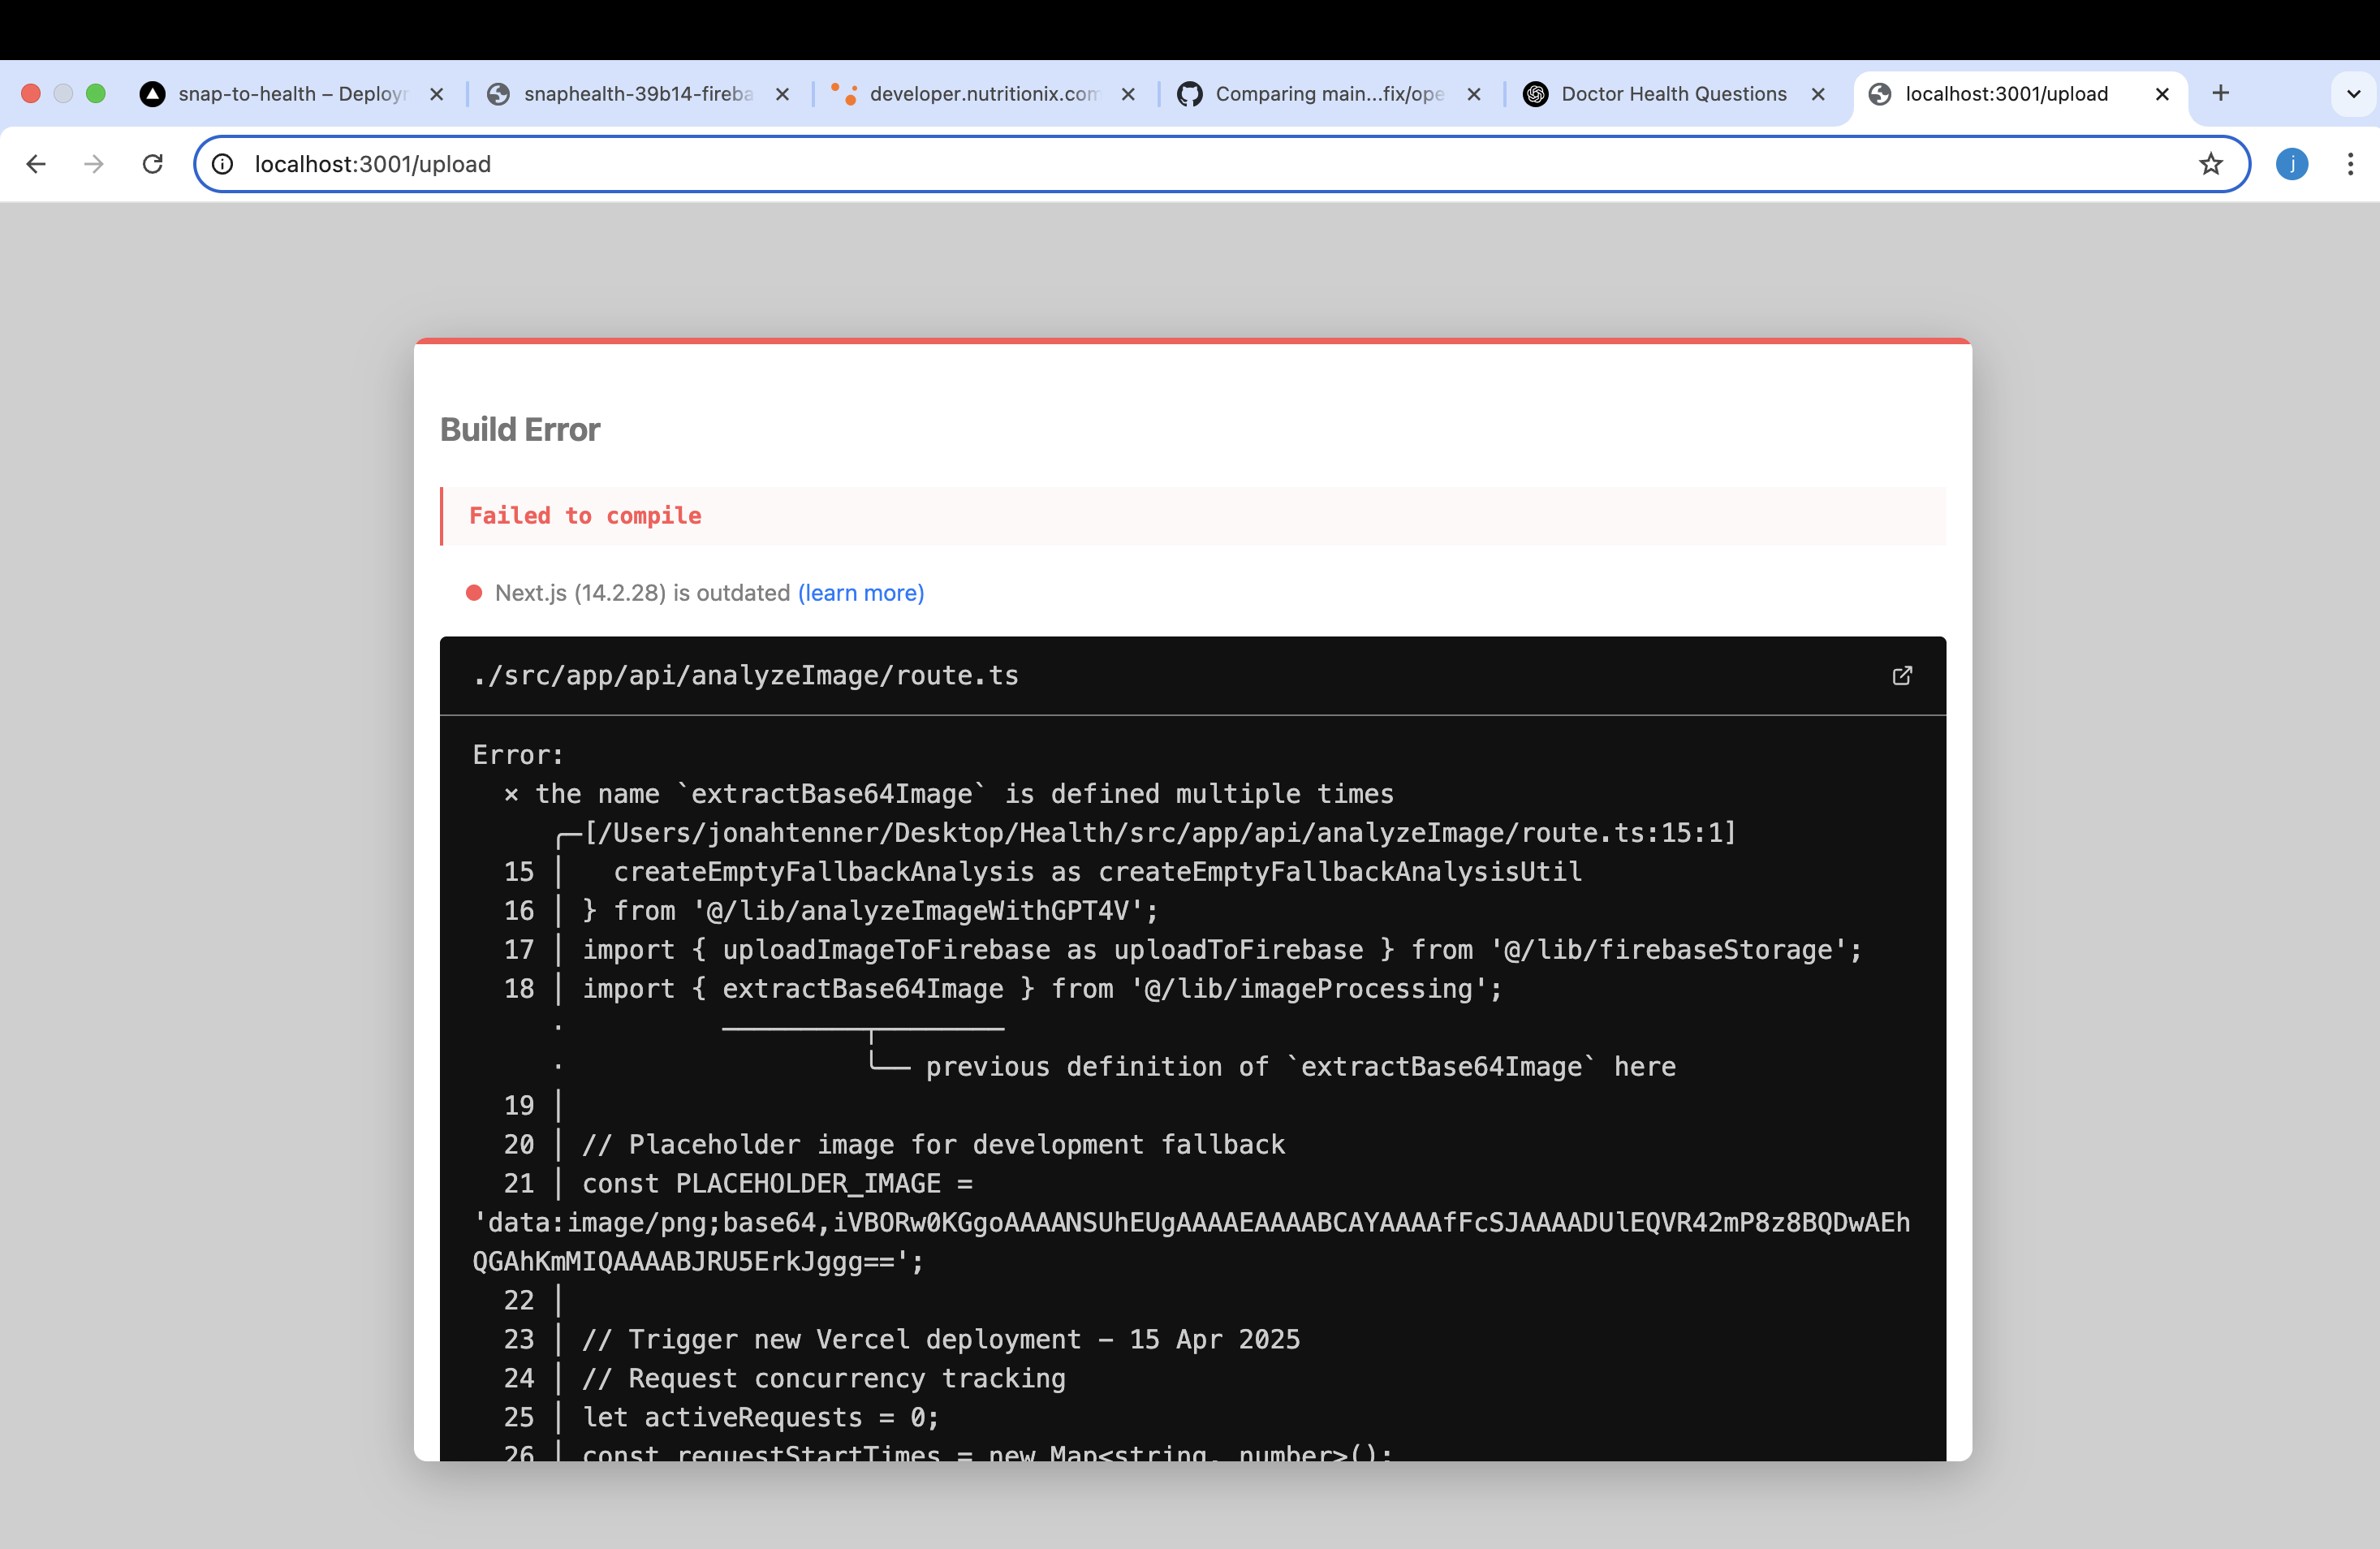 snap-to-health – Deployn
snaphealth-39b14-fireba
developer.nutritionix.com
Comparing main...fix/ope
Doctor Health Questions
localhost:3001/upload
localhost:3001/upload
j
Build Error
Failed to compile
Next.js (14.2.28) is outdated (learn more)
./src/app/api/analyzeImage/route.ts
Error:
× the name `extractBase64Image` is defined multiple times
╭─[/Users/jonahtenner/Desktop/Health/src/app/api/analyzeImage/route.ts:15:1]
15 │   createEmptyFallbackAnalysis as createEmptyFallbackAnalysisUtil
16 │ } from '@/lib/analyzeImageWithGPT4V';
17 │ import { uploadImageToFirebase as uploadToFirebase } from '@/lib/firebaseStorage';
18 │ import { extractBase64Image } from '@/lib/imageProcessing';
·          ─────────┬────────
·                   ╰── previous definition of `extractBase64Image` here
19 │
20 │ // Placeholder image for development fallback
21 │ const PLACEHOLDER_IMAGE =
'data:image/png;base64,iVBORw0KGgoAAAANSUhEUgAAAAEAAAABCAYAAAAfFcSJAAAADUlEQVR42mP8z8BQDwAEh
QGAhKmMIQAAAABJRU5ErkJggg==';
22 │
23 │ // Trigger new Vercel deployment – 15 Apr 2025
24 │ // Request concurrency tracking
25 │ let activeRequests = 0;
26 │ const requestStartTimes = new Map<string, number>();